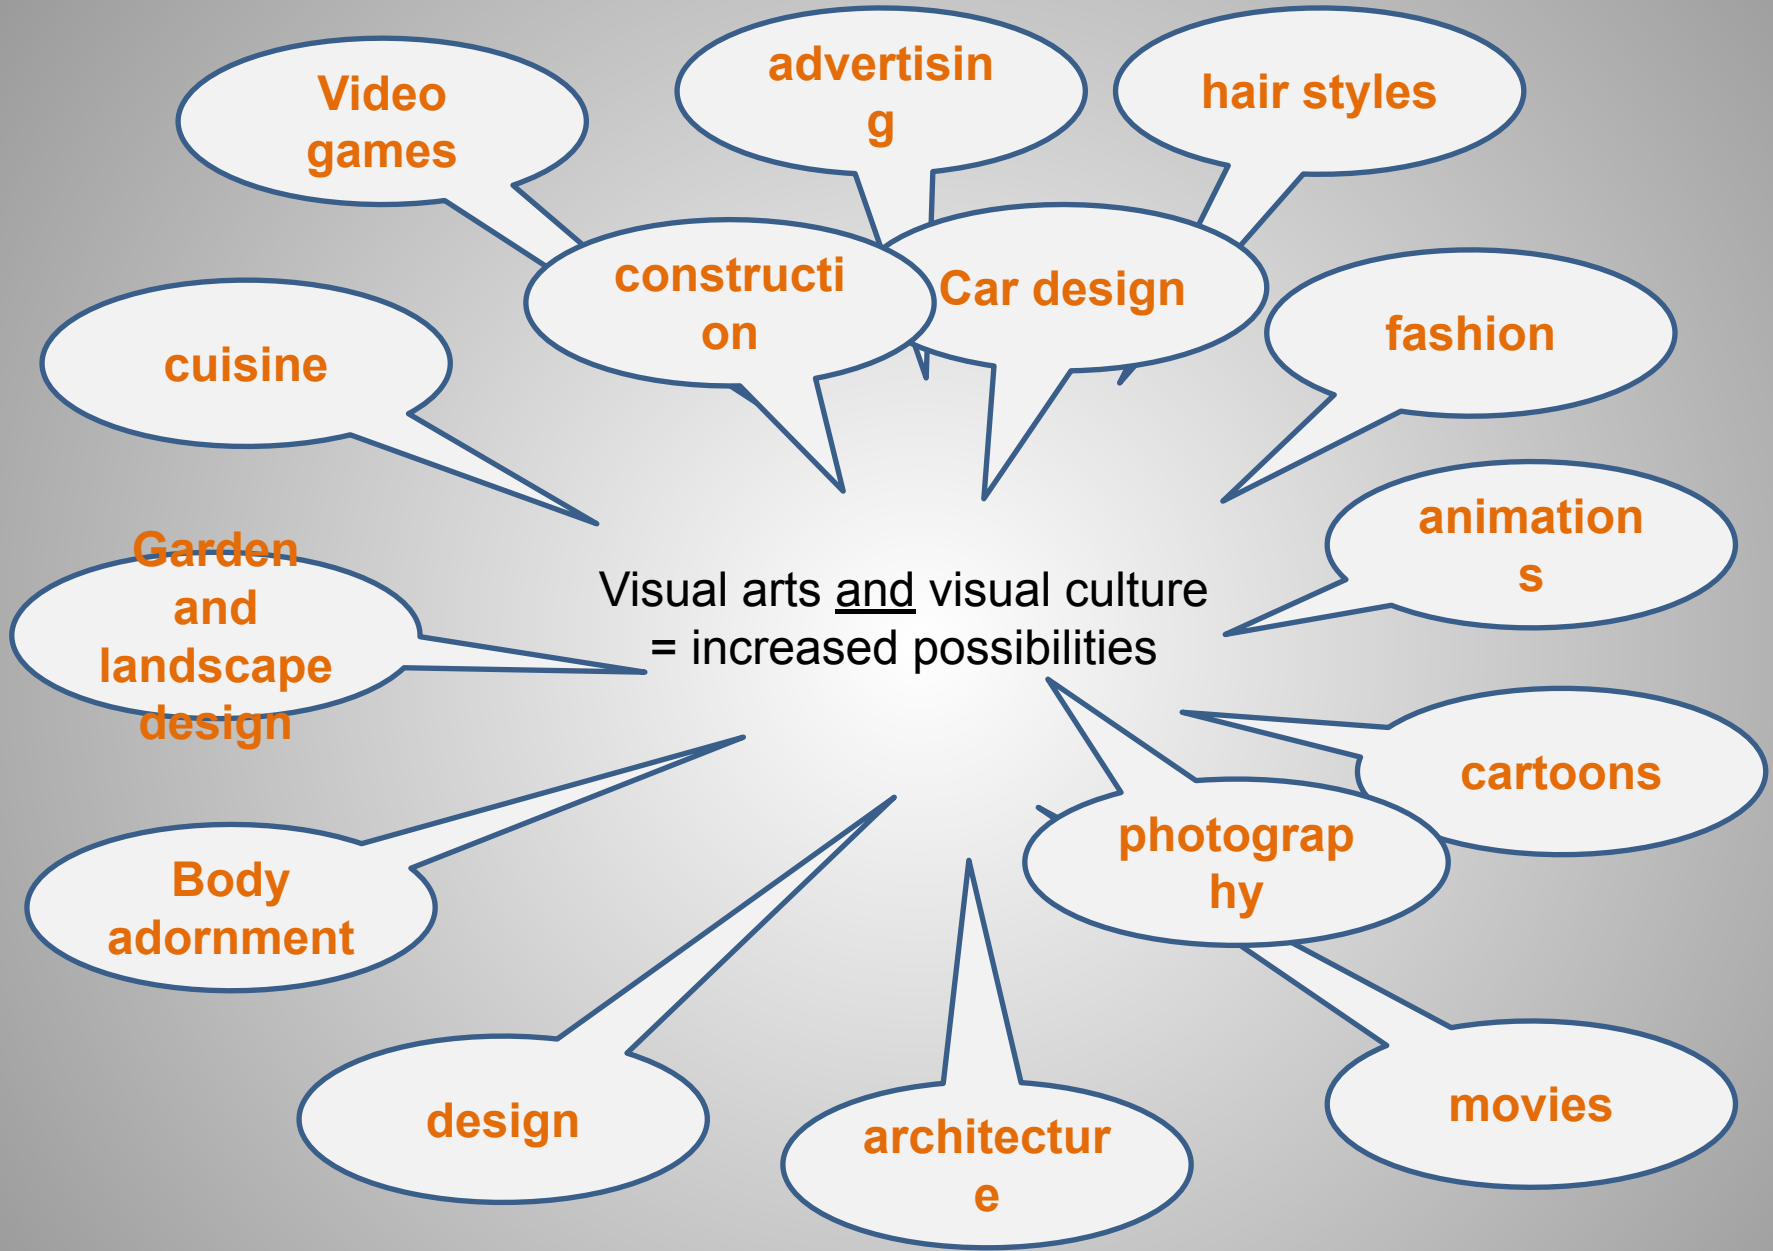 Video
games
advertisin
g
hair styles
constructi
on
Car design
fashion
cuisine
animation
s
Garden
and
landscape
design
Visual arts and visual culture
= increased possibilities
cartoons
photograp
hy
Body
adornment
design
architectur
e
movies